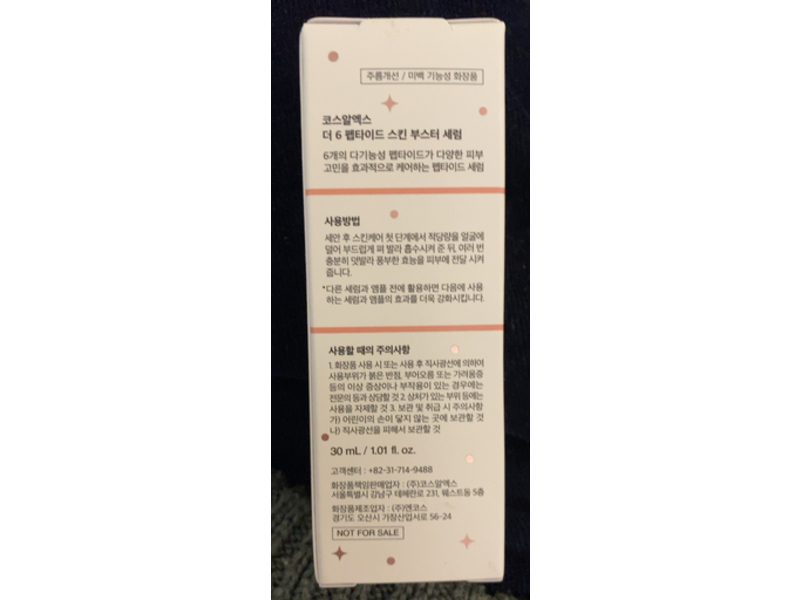 주름개선 / 미백 기능성 화장품
코스알엑스
더 6 펩타이드 스킨 부스터 세럼
6개의 다기능성 펩타이드가 다양한 피부
고민을 효과적으로 케어하는 펩타이드 세럼
사용방법
세안 후 스킨케어 첫 단계에서 적당량을 얼굴에
덜어 부드럽게 펴 발라 흡수시켜 준 뒤, 여러 번
충분히 덧발라 풍부한 효능을 피부에 전달 시켜
줍니다.
*다른 세럼과 앰플 전에 활용하면 다음에 사용
하는 세럼과 앰플의 효과를 더욱 강화시킵니다.
사용할 때의 주의사항
1. 화장품 사용 시 또는 사용 후 직사광선에 의하여
사용부위가 붉은 반점, 부어오름 또는 가려움증
등의 이상 증상이나 부작용이 있는 경우에는
전문의 등과 상담할 것 2. 상처가 있는 부위 등에는
사용을 자제할 것 3. 보관 및 취급 시 주의사항
가) 어린이의 손이 닿지 않는 곳에 보관할 것
나) 직사광선을 피해서 보관할 것
30 mL / 1.01 fl. oz.
고객센터 : +82-31-714-9488
화장품책임판매업자 : (주)코스알엑스
서울특별시 강남구 테헤란로 231, 웨스트동 5층
화장품제조업자 : (주)엔코스
경기도 오산시 가장산업서로 56-24
NOT FOR SALE